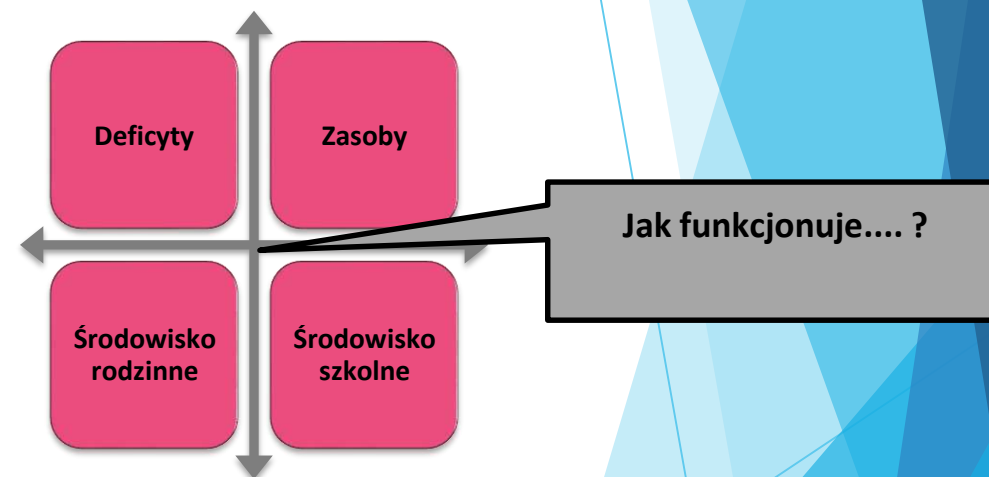 Deficyty
Zasoby
Jak funkcjonuje.... ?
Środowisko
rodzinne
Środowisko
szkolne